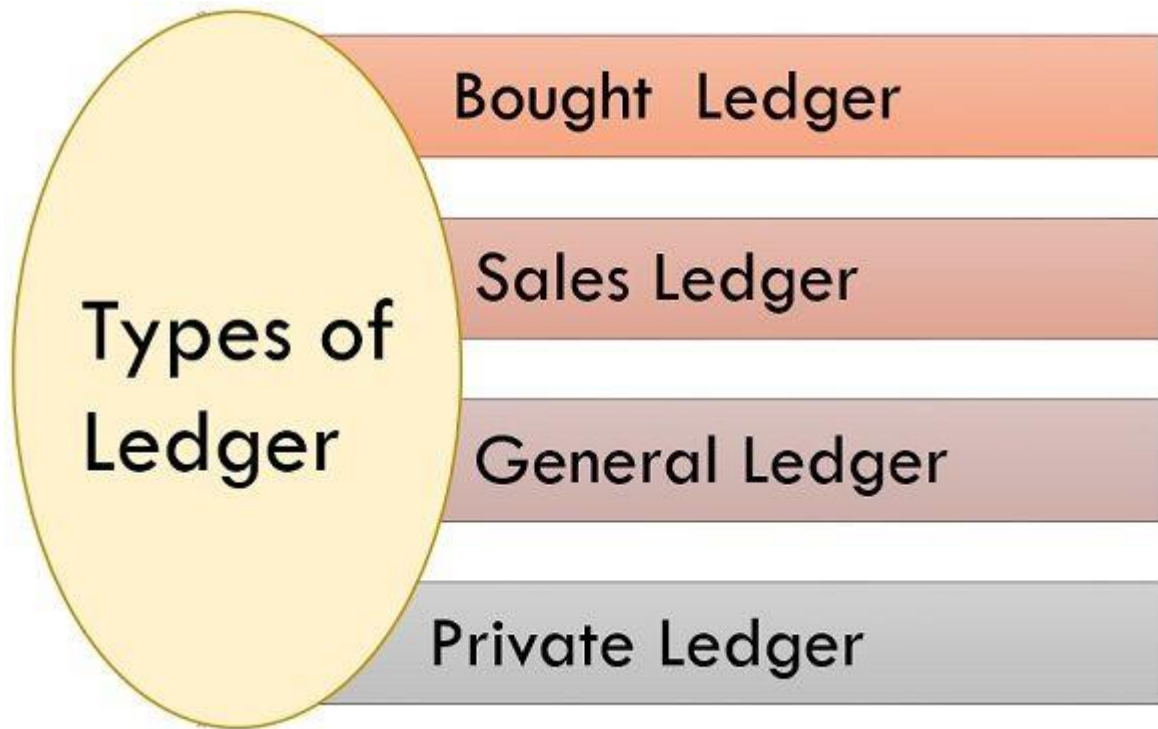 Types of
Ledger
Bought Ledger
Sales Ledger
General Ledger
Private Ledger